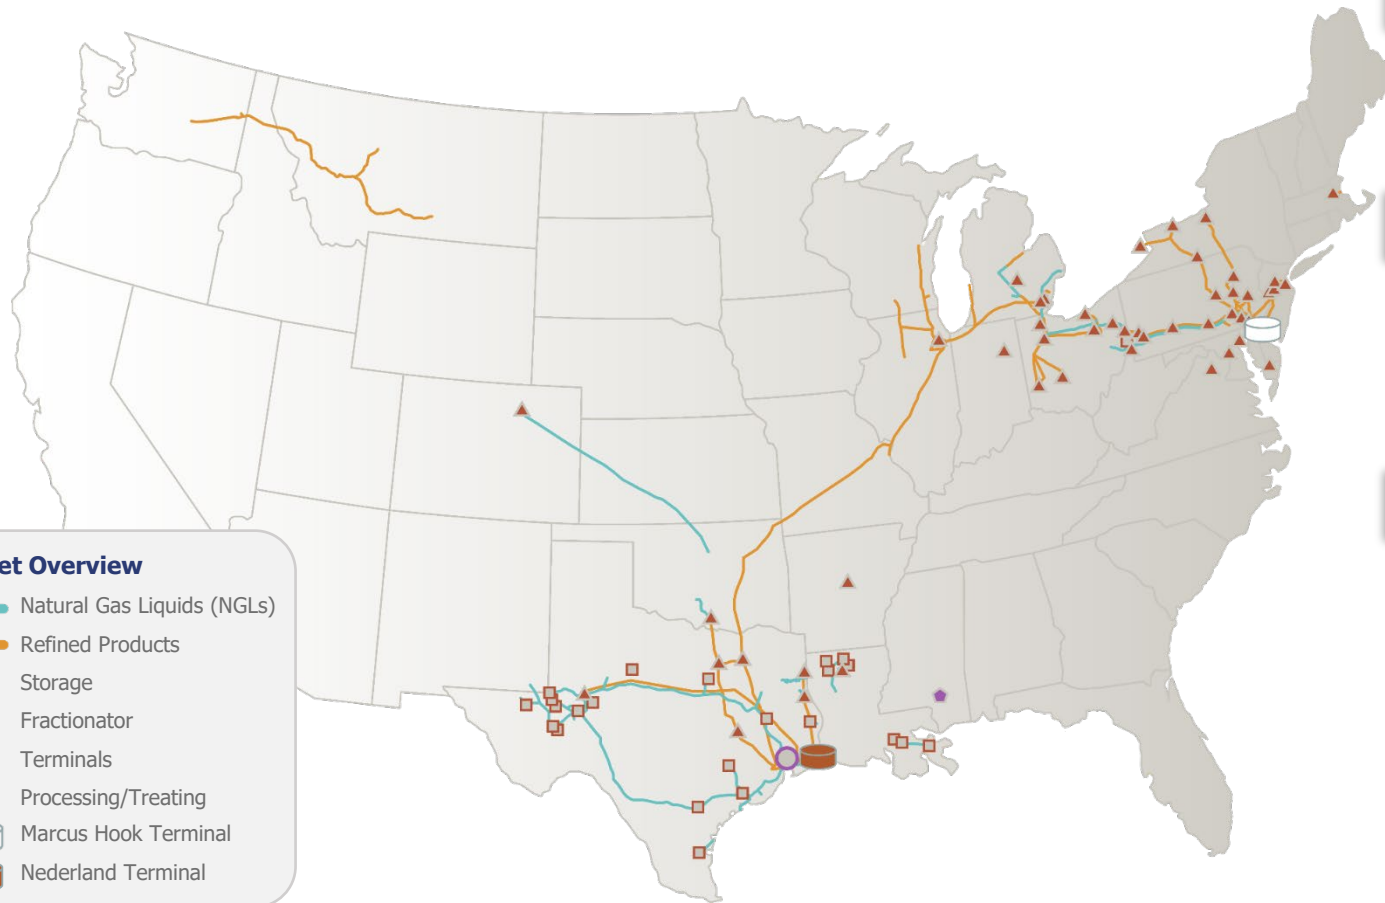 et Overview
Natural Gas Liquids (NGLs)
Refined Products
Storage
Fractionator
Terminals
Processing/Treating
Marcus Hook Terminal
Nederland Terminal